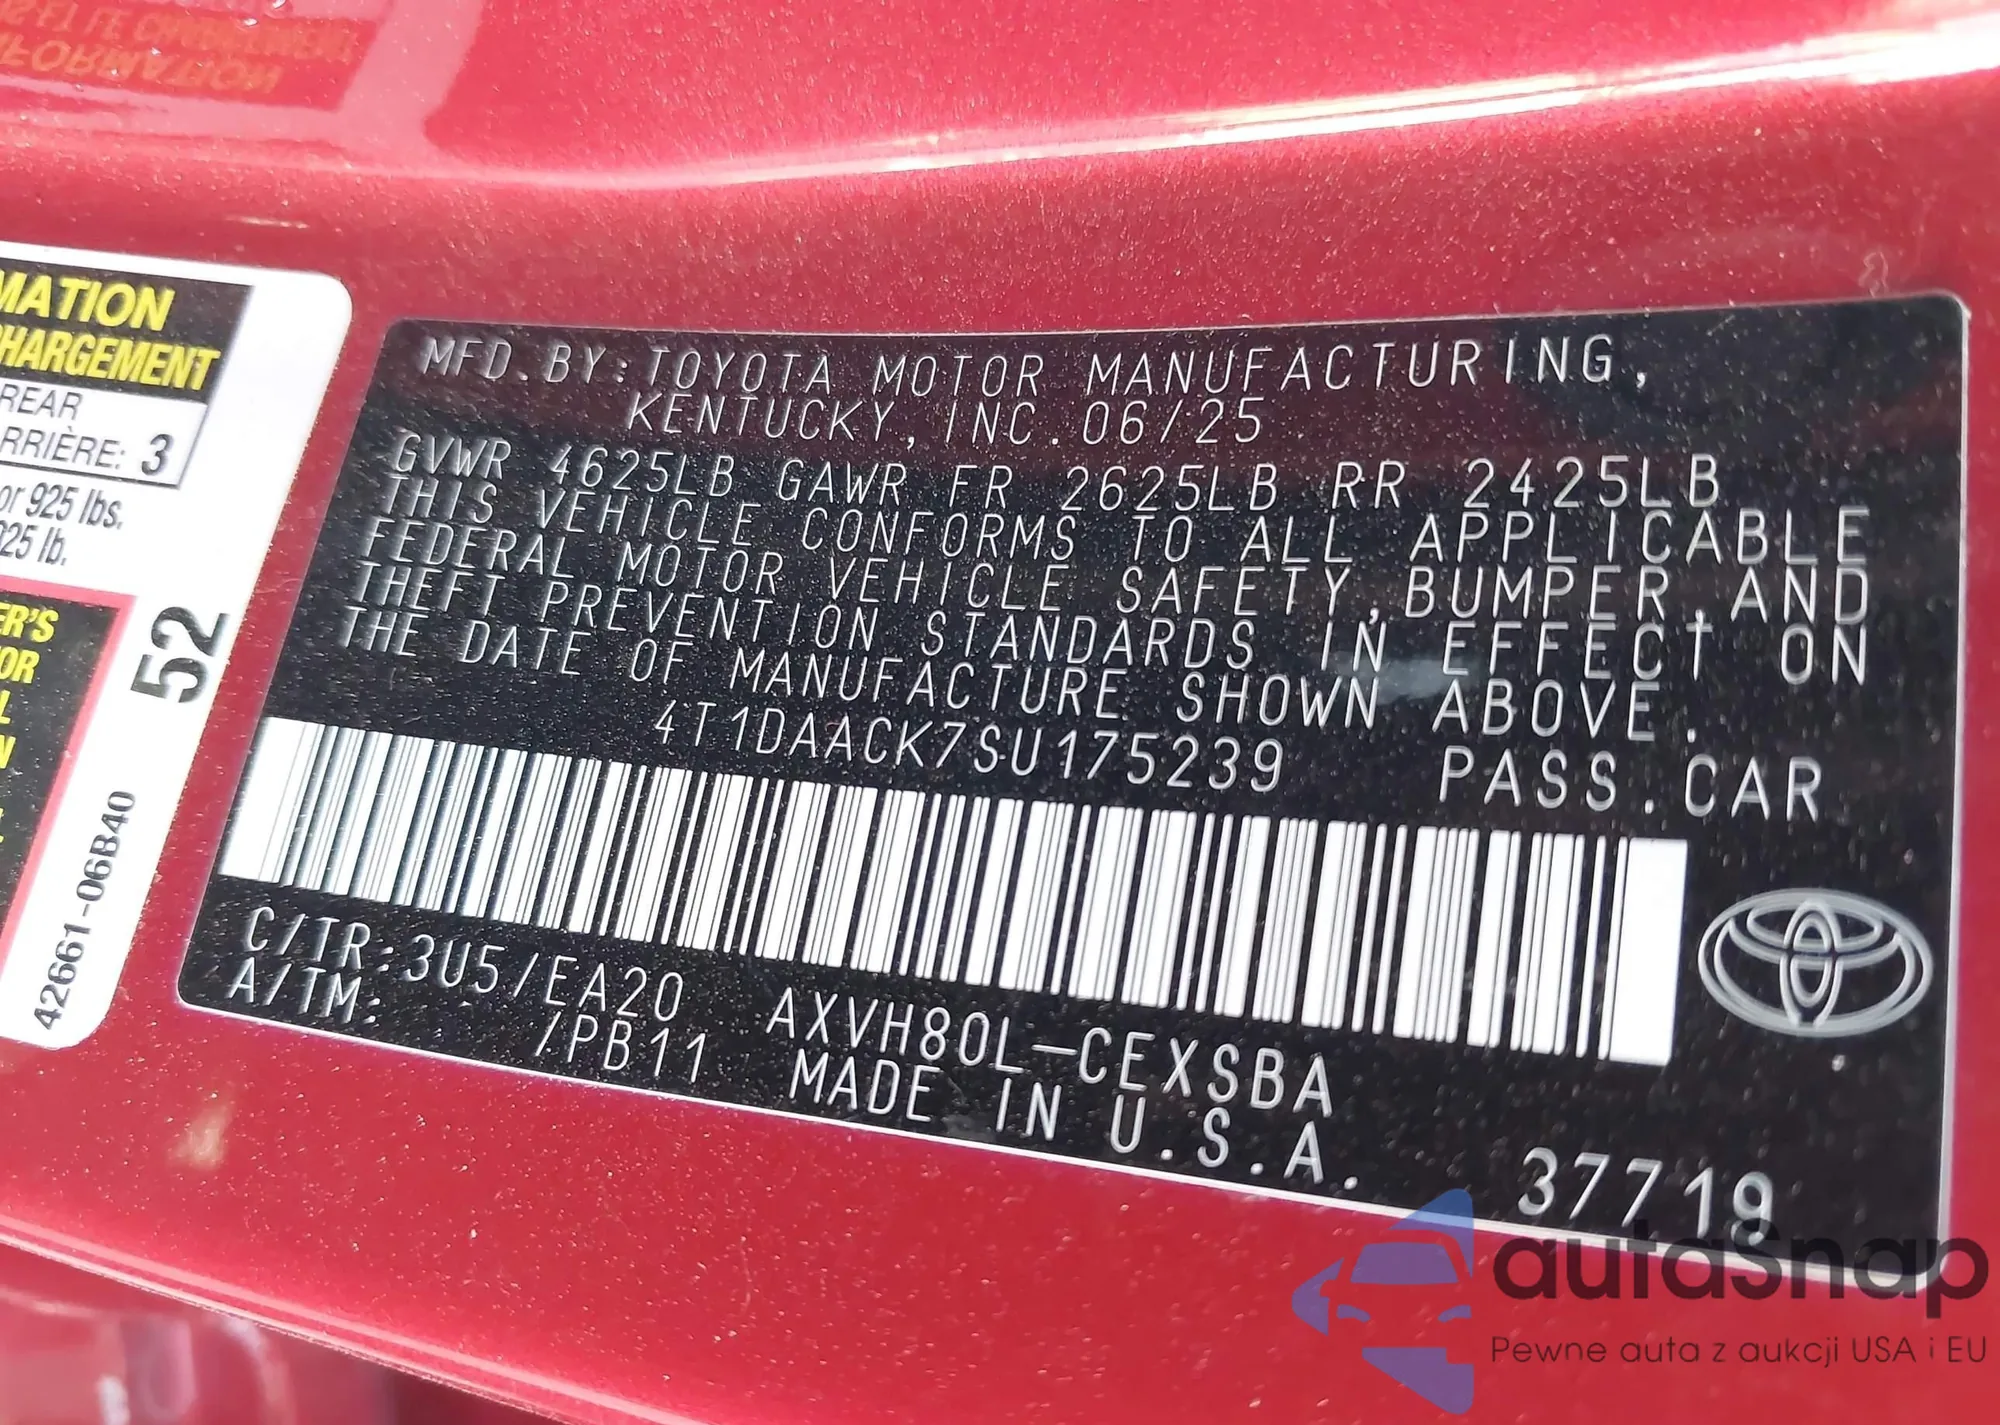 MATION
CHARGEMENT
REAR
ARRIÈRE: 3
or 925 lbs.
925 lb.
ER'S
52
42661-06B40
MFD.BY:TOYOTA MOTOR MANUFACTURING,
KENTUCKY,INC.06/25
GVWR 4625LB GAWR FR 2625LB RR 2425LB
THIS VEHICLE CONFORMS TO ALL APPLICABLE
FEDERAL MOTOR VEHICLE SAFETY,BUMPER,AND
THEFT PREVENTION STANDARDS IN EFFECT ON
THE DATE OF MANUFACTURE SHOWN ABOVE.
4T1DAACK7SU175239 PASS.CAR
C/TR:3U5/EA20 AXVH80L-CEXSBA
A/TM: /PB11 MADE IN U.S.A.
37719
autaSnap
Pewne auta z aukcji USA i EU